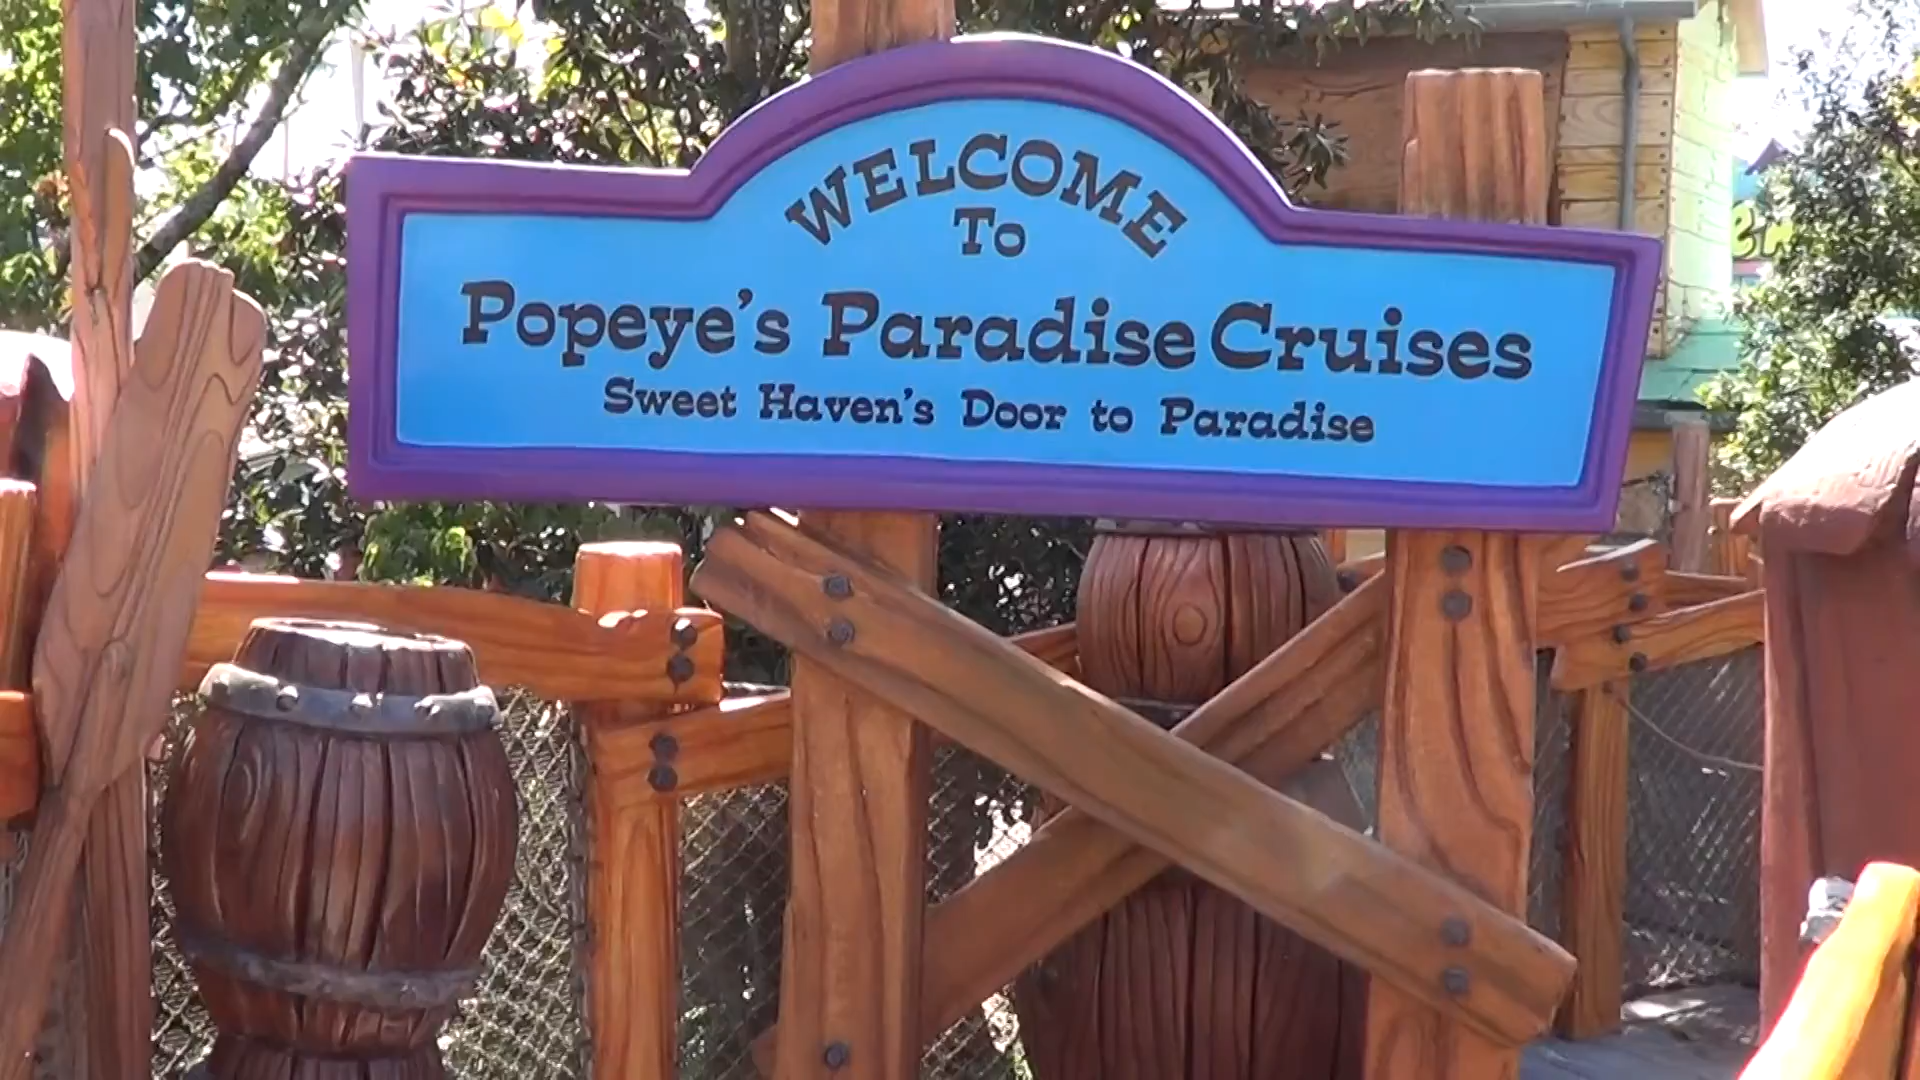 WELCOME
To
Popeye's Paradise Cruises
Sweet Haven's Door to Paradise